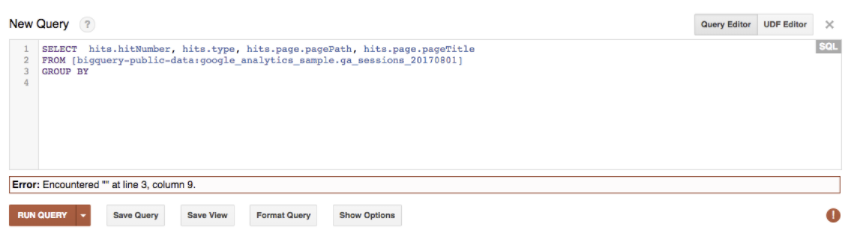 New Query ? Query Editor UDF Editor ×
SQL
1 SELECT  hits.hitNumber, hits.type, hits.page.pagePath, hits.page.pageTitle
2 FROM [bigquery-public-data:google_analytics_sample.ga_sessions_20170801]
3 GROUP BY
4
Error: Encountered "" at line 3, column 9.
RUN QUERY Save Query Save View Format Query Show Options !